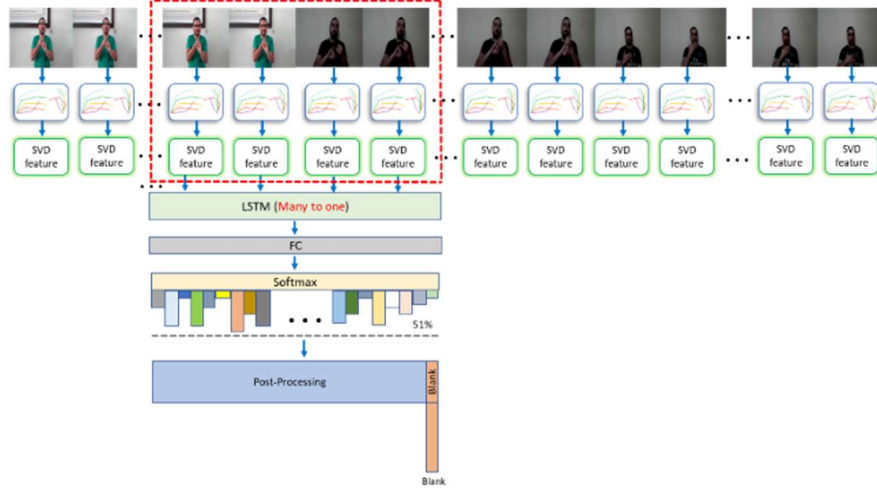 SVD feature
SVD feature
SVD feature
SVD feature
SVD feature
SVD feature
SVD feature
SVD feature
SVD feature
SVD feature
SVD feature
SVD feature
LSTM (Many to one)
FC
Softmax
51%
Post-Processing
Blank
Blank